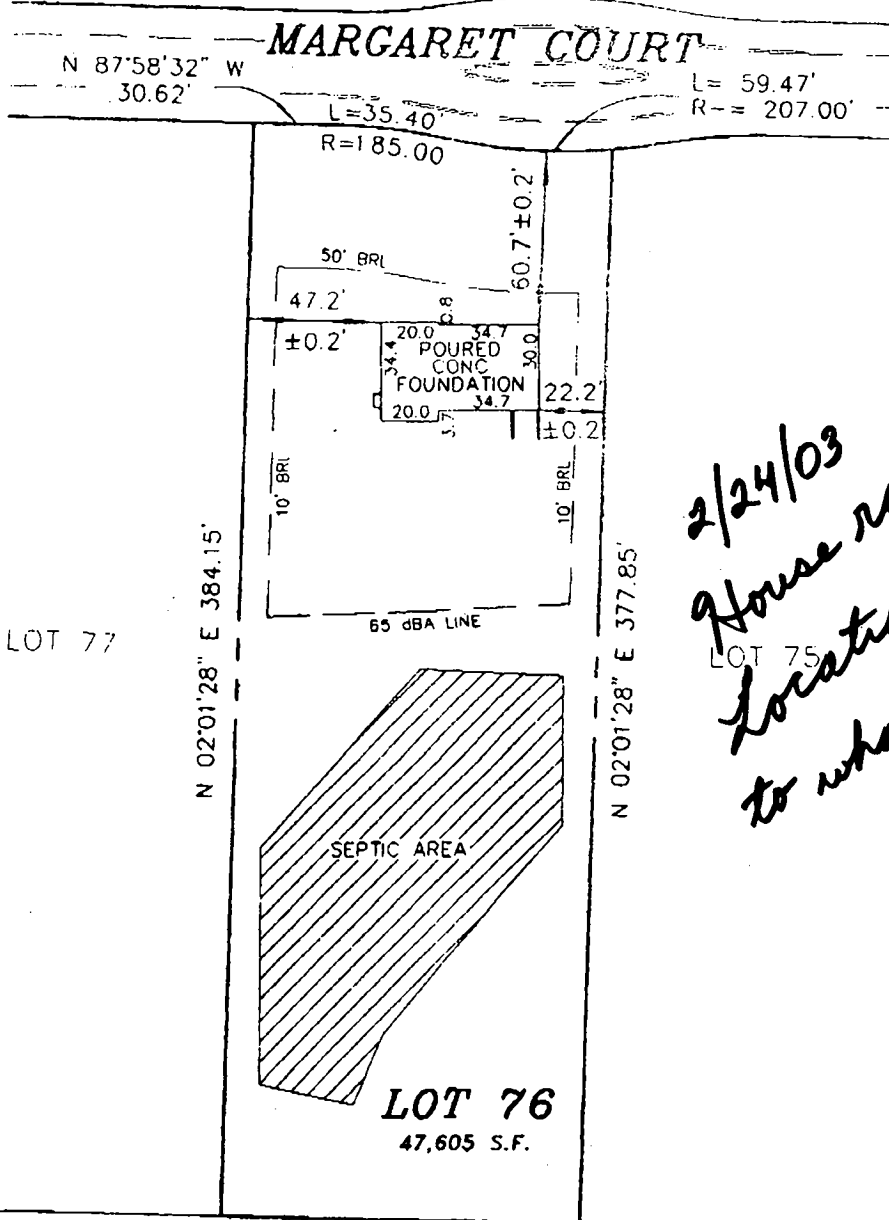 MARGARET COURT
N 87°58'32" W
30.62'
L=35.40'
R=185.00
L= 59.47'
R-= 207.00'
60.7'±0.2'
50' BRL
47.2'
±0.2'
0.8
20.0 34.7
34.4
POURED
CONC
FOUNDATION
30.0
20.0 34.7
3.7
22.2'
±0.2
10' BRL
10' BRL
65 dBA LINE
N 02°01'28" E 384.15'
N 02°01'28" E 377.85'
LOT 77
LOT 75
2/24/03
House
to
SEPTIC AREA
LOT 76
47,605 S.F.